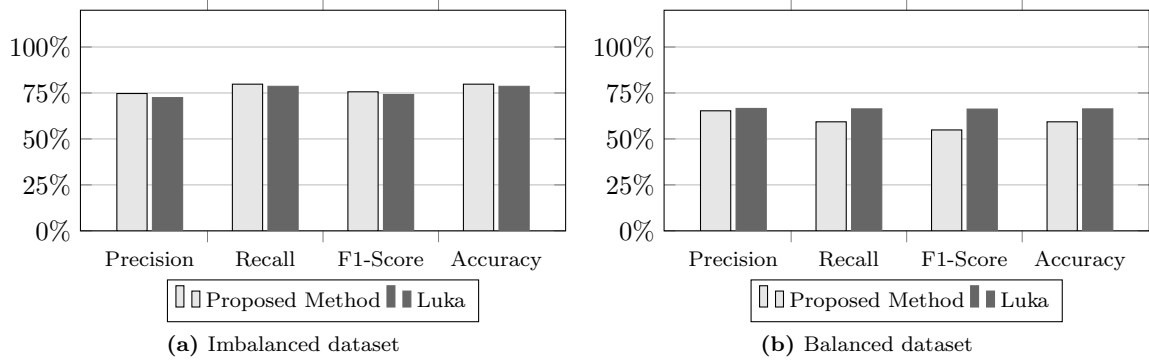 100%
75%
50%
25%
0%
Precision
Recall
F1-Score
Accuracy
Proposed Method
Luka
(a) Imbalanced dataset
100%
75%
50%
25%
0%
Precision
Recall
F1-Score
Accuracy
Proposed Method
Luka
(b) Balanced dataset